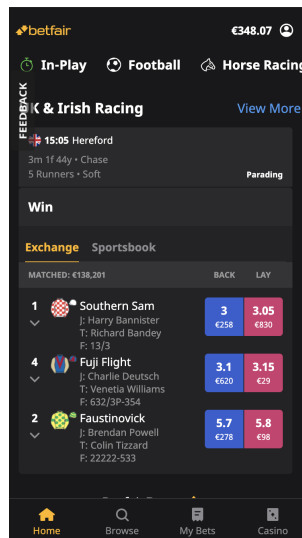 betfair
€348.07
In-Play
Football
Horse Racing
FEEDBACK
K & Irish Racing
View More
15:05 Hereford
3m 1f 44y • Chase
5 Runners • Soft
Parading
Win
Exchange
Sportsbook
MATCHED: €138,201
BACK
LAY
1
Southern Sam
J: Harry Bannister
T: Richard Bandey
F: 13/3
3
€258
3.05
€830
4
Fuji Flight
J: Charlie Deutsch
T: Venetia Williams
F: 632/3P-354
3.1
€620
3.15
€29
2
Faustinovick
J: Brendan Powell
T: Colin Tizzard
F: 22222-533
5.7
€278
5.8
€98
Home
Browse
My Bets
Casino